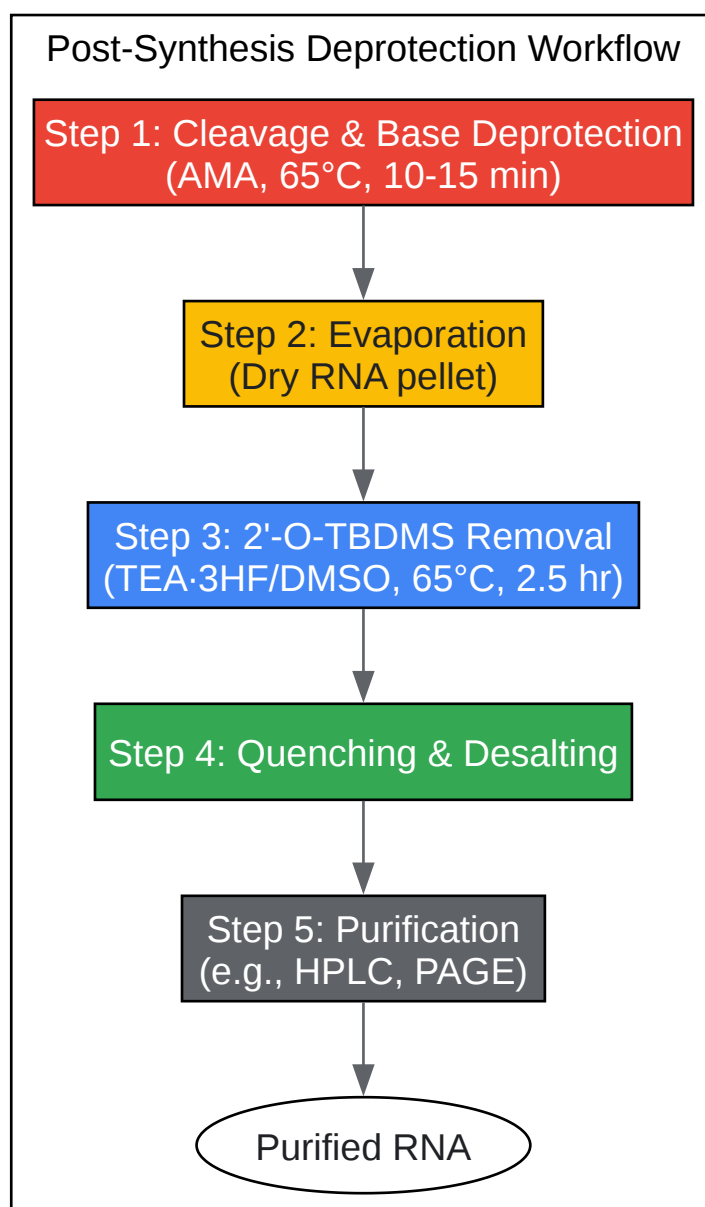 Post-Synthesis Deprotection Workflow
Step 1: Cleavage & Base Deprotection
(AMA, 65°C, 10-15 min)
Step 2: Evaporation
(Dry RNA pellet)
Step 3: 2'-O-TBDMS Removal
(TEA·3HF/DMSO, 65°C, 2.5 hr)
Step 4: Quenching & Desalting
Step 5: Purification
(e.g., HPLC, PAGE)
Purified RNA